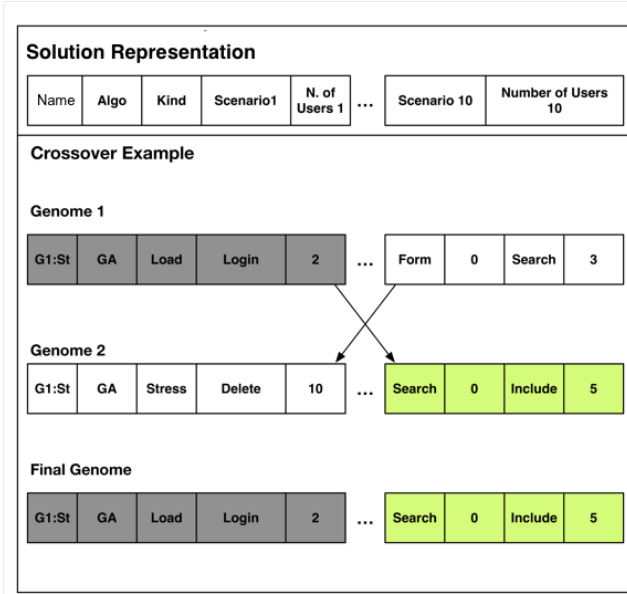 Solution Representation
Name Algo Kind Scenario1 N. of Users 1 ... Scenario 10 Number of Users 10
Crossover Example
Genome 1
G1:St GA Load Login 2 ... Form 0 Search 3
Genome 2
G1:St GA Stress Delete 10 ... Search 0 Include 5
Final Genome
G1:St GA Load Login 2 ... Search 0 Include 5